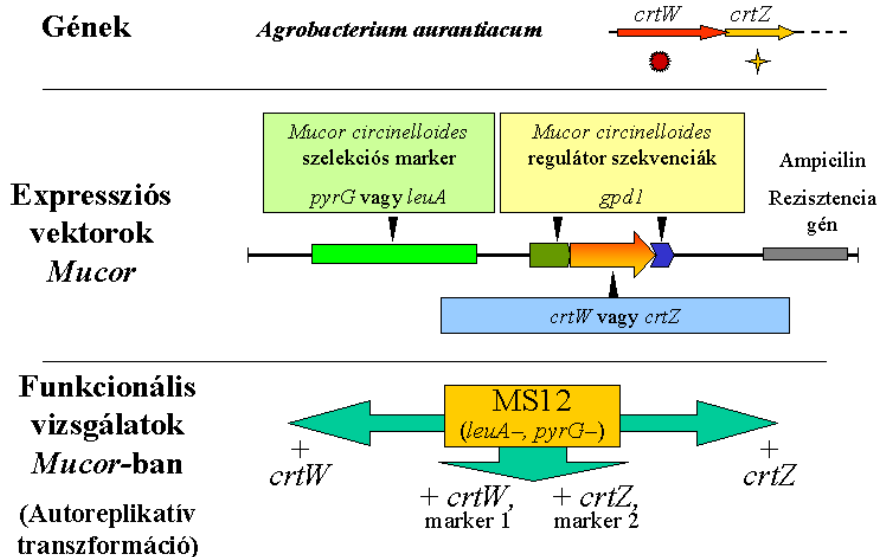 Gének
Agrobacterium aurantiacum
crtW crtZ
Expressziós
vektorok
Mucor
Mucor circinelloides
szelekciós marker
pyrG vagy leuA
Mucor circinelloides
regulátor szekvenciák
gpd1
Ampicilin
Rezisztencia
gén
crtW vagy crtZ
Funkcionális
vizsgálatok
Mucor-ban
(Autoreplikatív
transzformáció)
MS12
(leuA–, pyrG–)
+
crtW
+ crtW,
marker 1
+ crtZ,
marker 2
+
crtZ